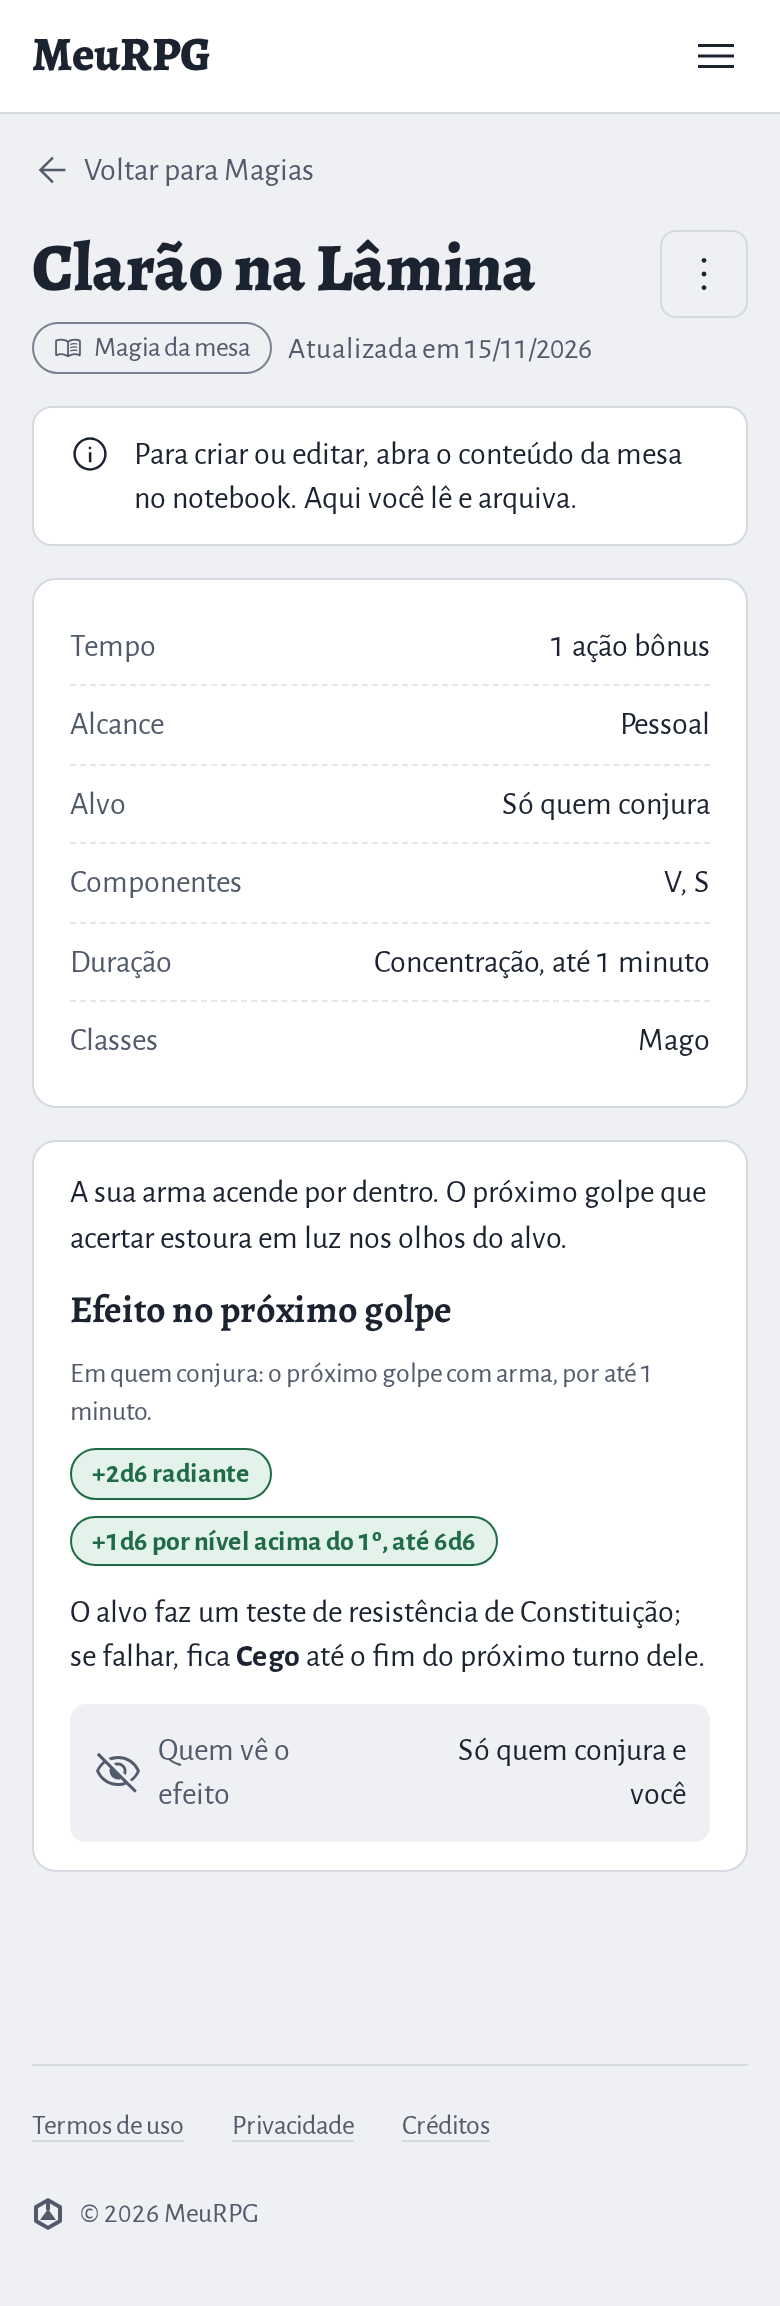 MeuRPG
Voltar para Magias
Clarão na Lâmina
Magia da mesa
Atualizada em 15/11/2026
Para criar ou editar, abra o conteúdo da mesa
no notebook. Aqui você lê e arquiva.
Tempo
1 ação bônus
Alcance
Pessoal
Alvo
Só quem conjura
Componentes
V, S
Duração
Concentração, até 1 minuto
Classes
Mago
A sua arma acende por dentro. O próximo golpe que
acertar estoura em luz nos olhos do alvo.
Efeito no próximo golpe
Em quem conjura: o próximo golpe com arma, por até 1
minuto.
+2d6 radiante
+1d6 por nível acima do 1º, até 6d6
O alvo faz um teste de resistência de Constituição;
se falhar, fica Cego até o fim do próximo turno dele.
Quem vê o
efeito
Só quem conjura e
você
Termos de uso
Privacidade
Créditos
© 2026 MeuRPG